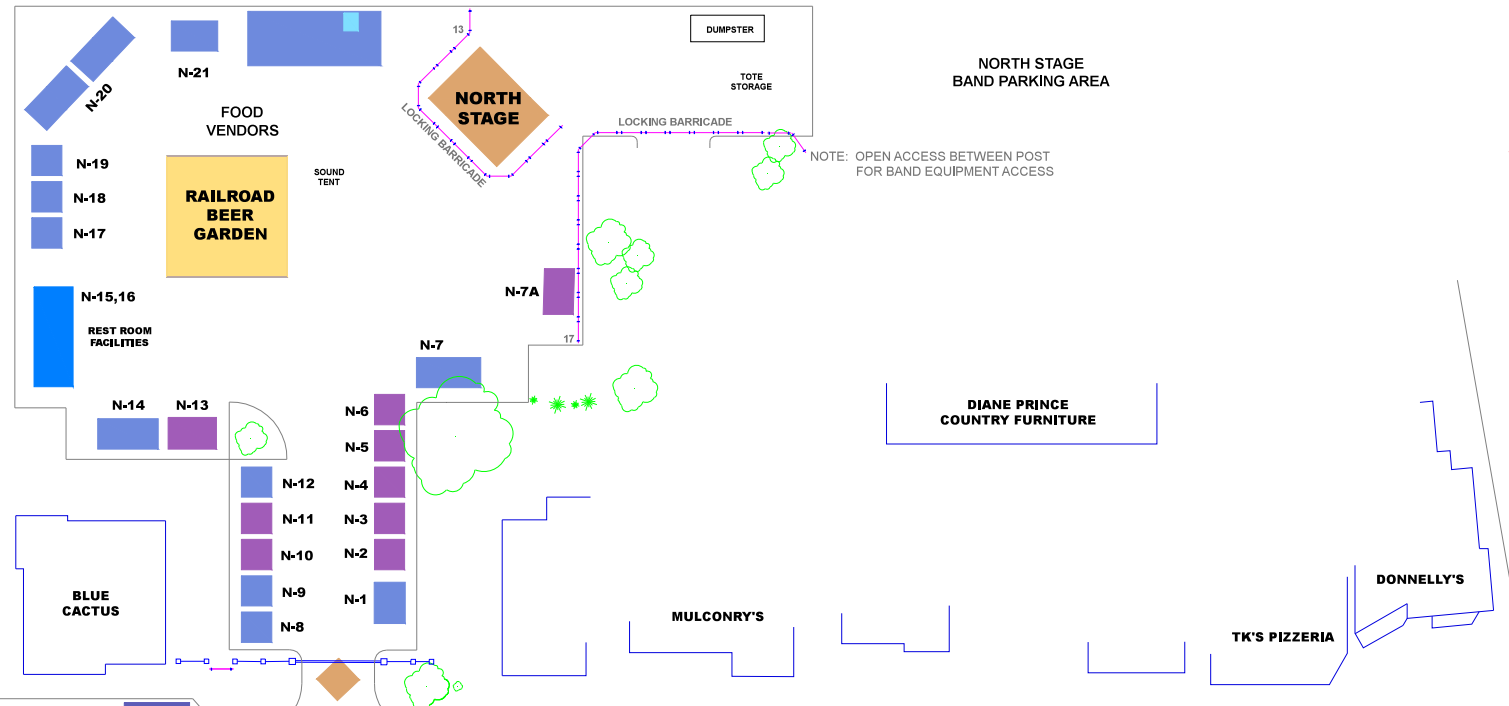 13
DUMPSTER
NORTH STAGE
BAND PARKING AREA
N-21
TOTE
STORAGE
N-20
NORTH
STAGE
FOOD
VENDORS
LOCKING BARRICADE
LOCKING BARRICADE
NOTE: OPEN ACCESS BETWEEN POST
FOR BAND EQUIPMENT ACCESS
N-19
SOUND
TENT
N-18
RAILROAD
BEER
GARDEN
N-17
N-7A
N-15,16
REST ROOM
FACILITIES
17
N-7
N-14
N-13
N-6
DIANE PRINCE
COUNTRY FURNITURE
N-5
N-12
N-4
N-11
N-3
N-10
N-2
N-9
N-1
BLUE
CACTUS
N-8
MULCONRY'S
DONNELLY'S
TK'S PIZZERIA